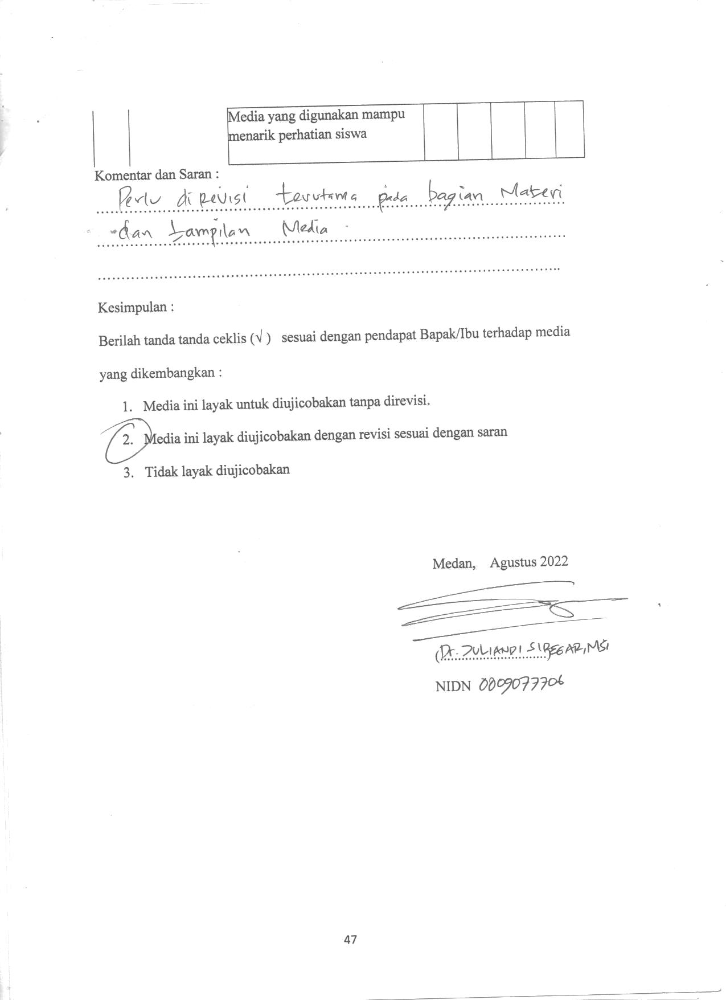 Media yang digunakan mampu
menarik perhatian siswa
Komentar dan Saran :
Perlu di Revisi terutama pada bagian Materi
dan tampilan Media .
Kesimpulan :
Berilah tanda tanda ceklis (√ ) sesuai dengan pendapat Bapak/Ibu terhadap media
yang dikembangkan :
1. Media ini layak untuk diujicobakan tanpa direvisi.
2. Media ini layak diujicobakan dengan revisi sesuai dengan saran
3. Tidak layak diujicobakan
Medan, Agustus 2022
(Dr. JULIANDI SIREGAR, MSi
NIDN 0009077706
47